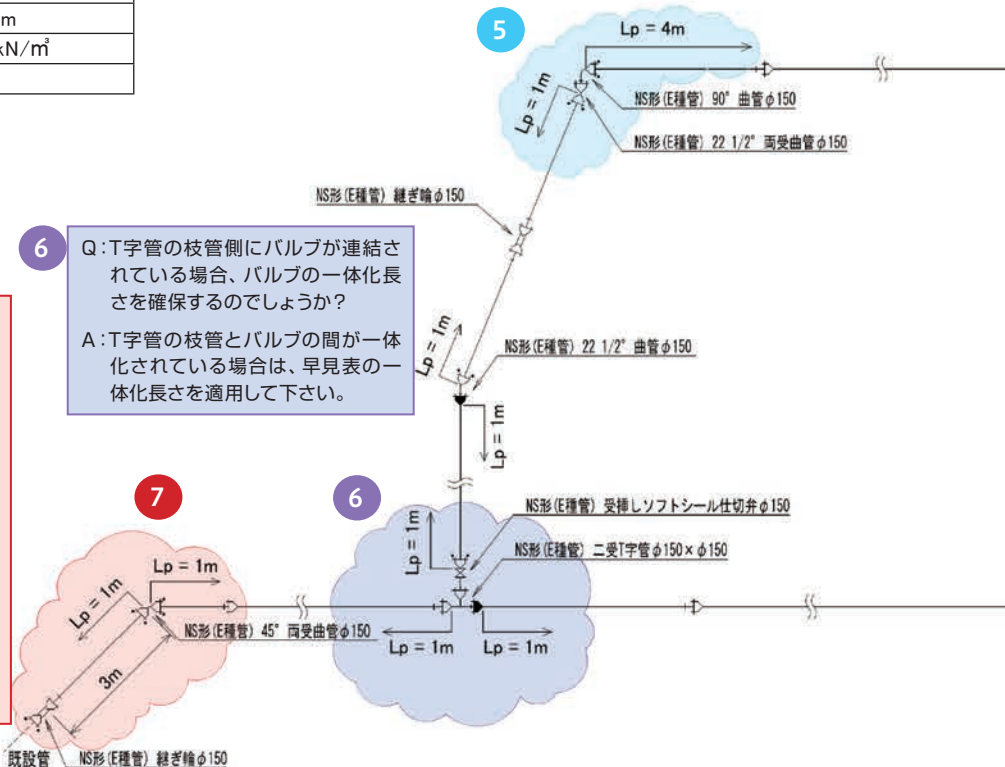 m
kN/㎥
5
Lp = 4m
NS形(E種管) 90° 曲管φ150
Lp = 1m
NS形(E種管) 22 1/2° 両受曲管φ150
NS形(E種管) 継ぎ輪φ150
6
Q:T字管の枝管側にバルブが連結さ
れている場合、バルブの一体化長
さを確保するのでしょうか?
A:T字管の枝管とバルブの間が一体
化されている場合は、早見表の一
体化長さを適用して下さい。
Lp = 1m
NS形(E種管) 22 1/2° 曲管φ150
Lp = 1m
7
6
NS形(E種管) 受挿しソフトシール仕切弁φ150
Lp = 1m
NS形(E種管) 二受T字管φ150×φ150
Lp = 1m
Lp = 1m
NS形(E種管) 45° 両受曲管φ150
Lp = 1m
Lp = 1m
3m
既設管
NS形(E種管) 継ぎ輪φ150